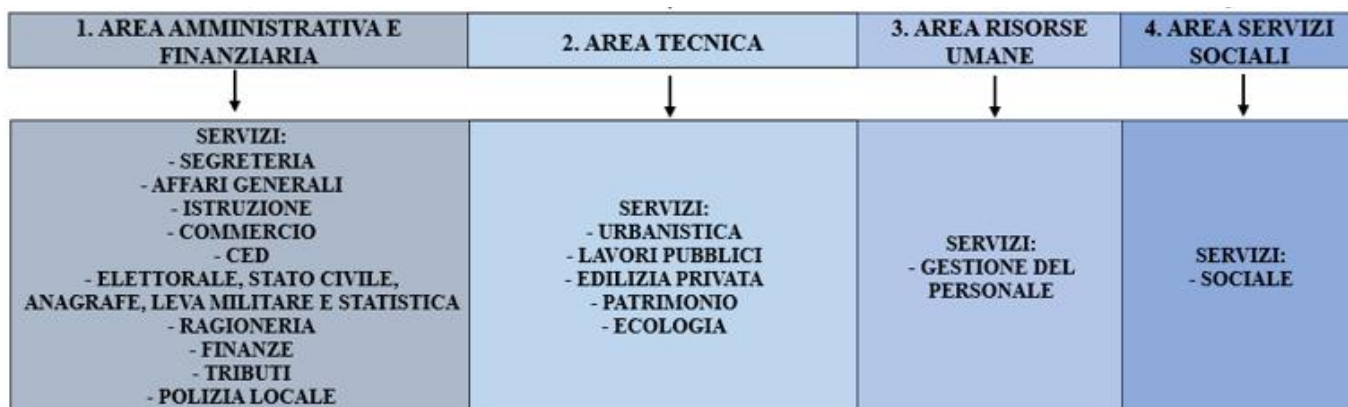 1. AREA AMMINISTRATIVA E
FINANZIARIA
2. AREA TECNICA
3. AREA RISORSE
UMANE
4. AREA SERVIZI
SOCIALI
SERVIZI:
- SEGRETERIA
- AFFARI GENERALI
- ISTRUZIONE
- COMMERCIO
- CED
- ELETTORALE, STATO CIVILE,
ANAGRAFE, LEVA MILITARE E STATISTICA
- RAGIONERIA
- FINANZE
- TRIBUTI
- POLIZIA LOCALE
SERVIZI:
- URBANISTICA
- LAVORI PUBBLICI
- EDILIZIA PRIVATA
- PATRIMONIO
- ECOLOGIA
SERVIZI:
- GESTIONE DEL
PERSONALE
SERVIZI:
- SOCIALE